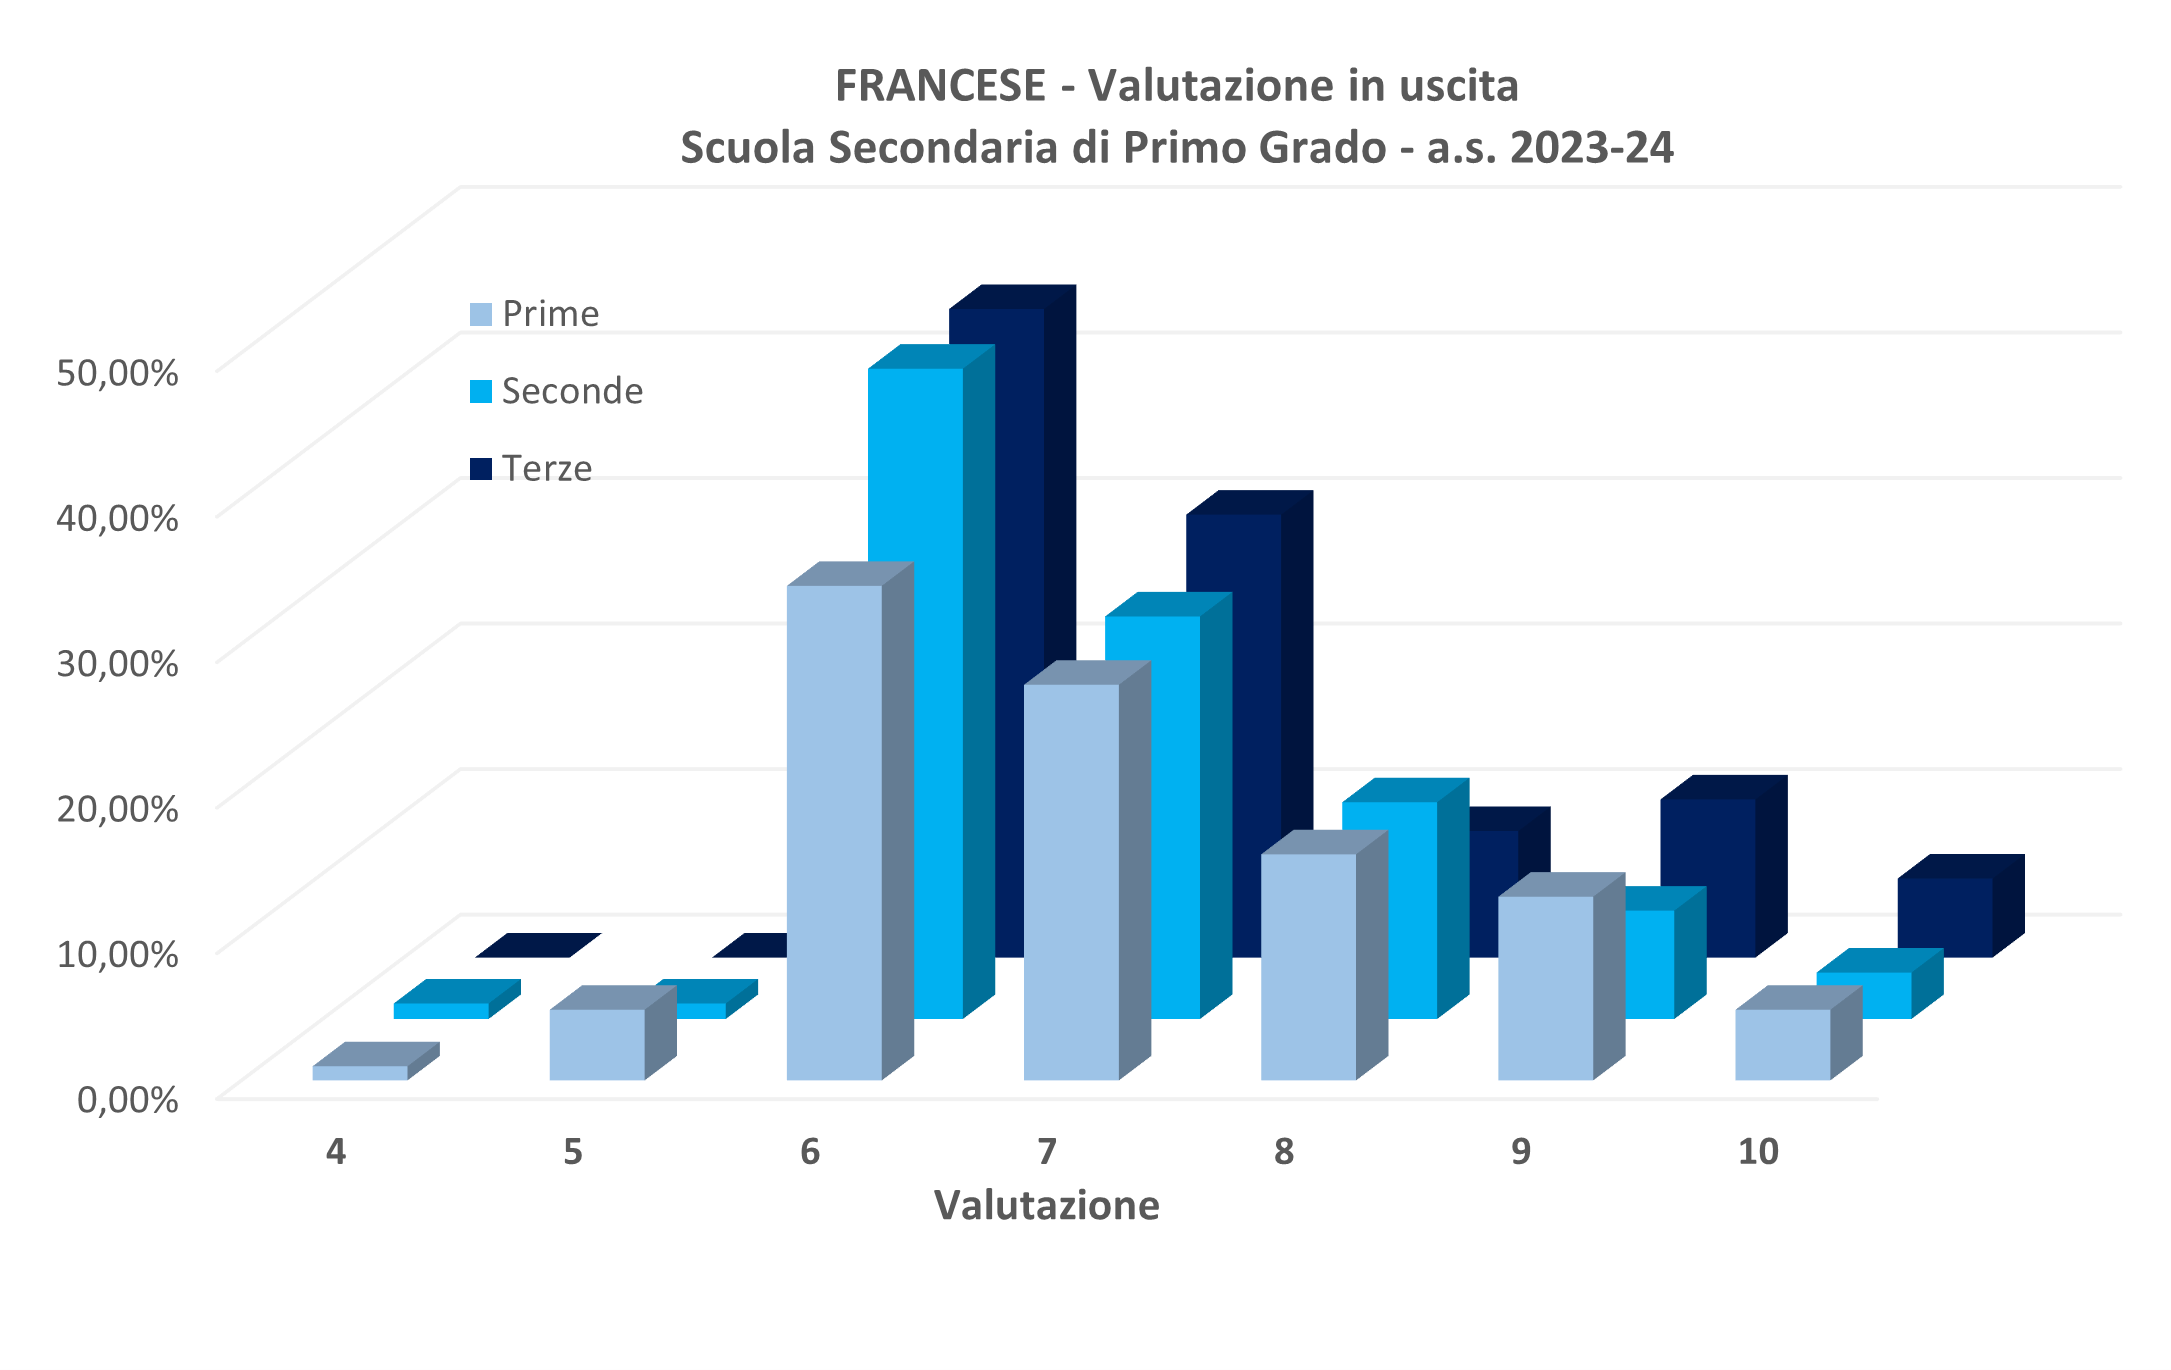 FRANCESE - Valutazione in uscita
Scuola Secondaria di Primo Grado - a.s. 2023-24
Prime
Seconde
Terze
50,00%
40,00%
30,00%
20,00%
10,00%
0,00%
4 5 6 7 8 9 10
Valutazione